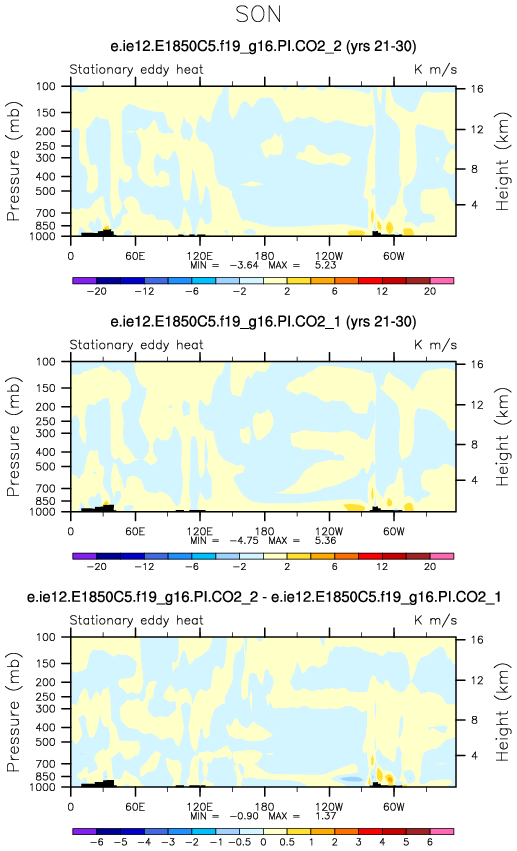 SON
e.ie12.E1850C5.f19_g16.PI.CO2_2 (yrs 21-30)
Stationary eddy heat K m/s
Pressure (mb)
100
150
200
250
300
400
500
700
850
1000
16
12
8
4
Height (km)
0 60E 120E 180 120W 60W
MIN = -3.64 MAX = 5.23
-20 -12 -6 -2 2 6 12 20
e.ie12.E1850C5.f19_g16.PI.CO2_1 (yrs 21-30)
Stationary eddy heat K m/s
Pressure (mb)
100
150
200
250
300
400
500
700
850
1000
16
12
8
4
Height (km)
0 60E 120E 180 120W 60W
MIN = -4.75 MAX = 5.36
-20 -12 -6 -2 2 6 12 20
e.ie12.E1850C5.f19_g16.PI.CO2_2 - e.ie12.E1850C5.f19_g16.PI.CO2_1
Stationary eddy heat K m/s
Pressure (mb)
100
150
200
250
300
400
500
700
850
1000
16
12
8
4
Height (km)
0 60E 120E 180 120W 60W
MIN = -0.90 MAX = 1.37
-6 -5 -4 -3 -2 -1 -0.5 0 0.5 1 2 3 4 5 6